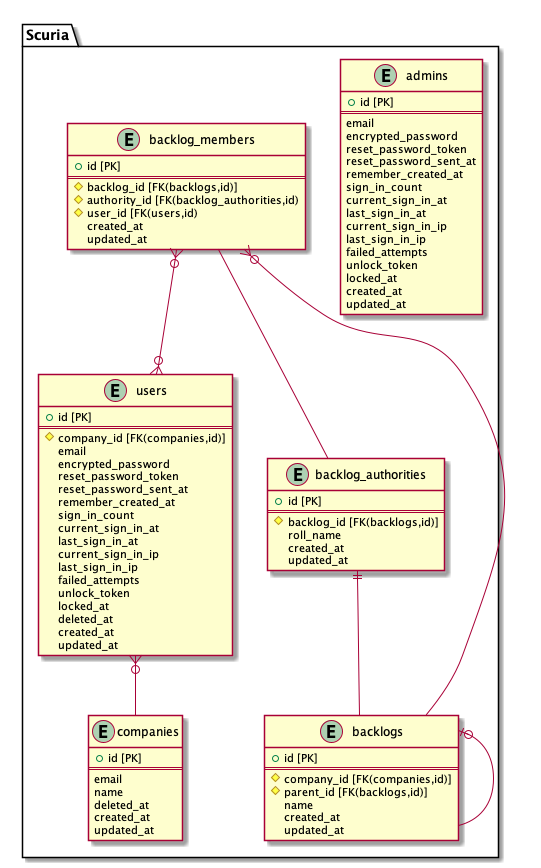 Scuria
E admins
id [PK]
email
encrypted_password
reset_password_token
reset_password_sent_at
remember_created_at
sign_in_count
current_sign_in_at
last_sign_in_at
current_sign_in_ip
last_sign_in_ip
failed_attempts
unlock_token
locked_at
created_at
updated_at
E backlog_members
id [PK]
backlog_id [FK(backlogs,id)]
authority_id [FK(backlog_authorities,id)
user_id [FK(users,id)
created_at
updated_at
E users
id [PK]
company_id [FK(companies,id)]
email
encrypted_password
reset_password_token
reset_password_sent_at
remember_created_at
sign_in_count
current_sign_in_at
last_sign_in_at
current_sign_in_ip
last_sign_in_ip
failed_attempts
unlock_token
locked_at
deleted_at
created_at
updated_at
E backlog_authorities
id [PK]
backlog_id [FK(backlogs,id)]
roll_name
created_at
updated_at
E companies
id [PK]
email
name
deleted_at
created_at
updated_at
E backlogs
id [PK]
company_id [FK(companies,id)]
parent_id [FK(backlogs,id)]
name
created_at
updated_at